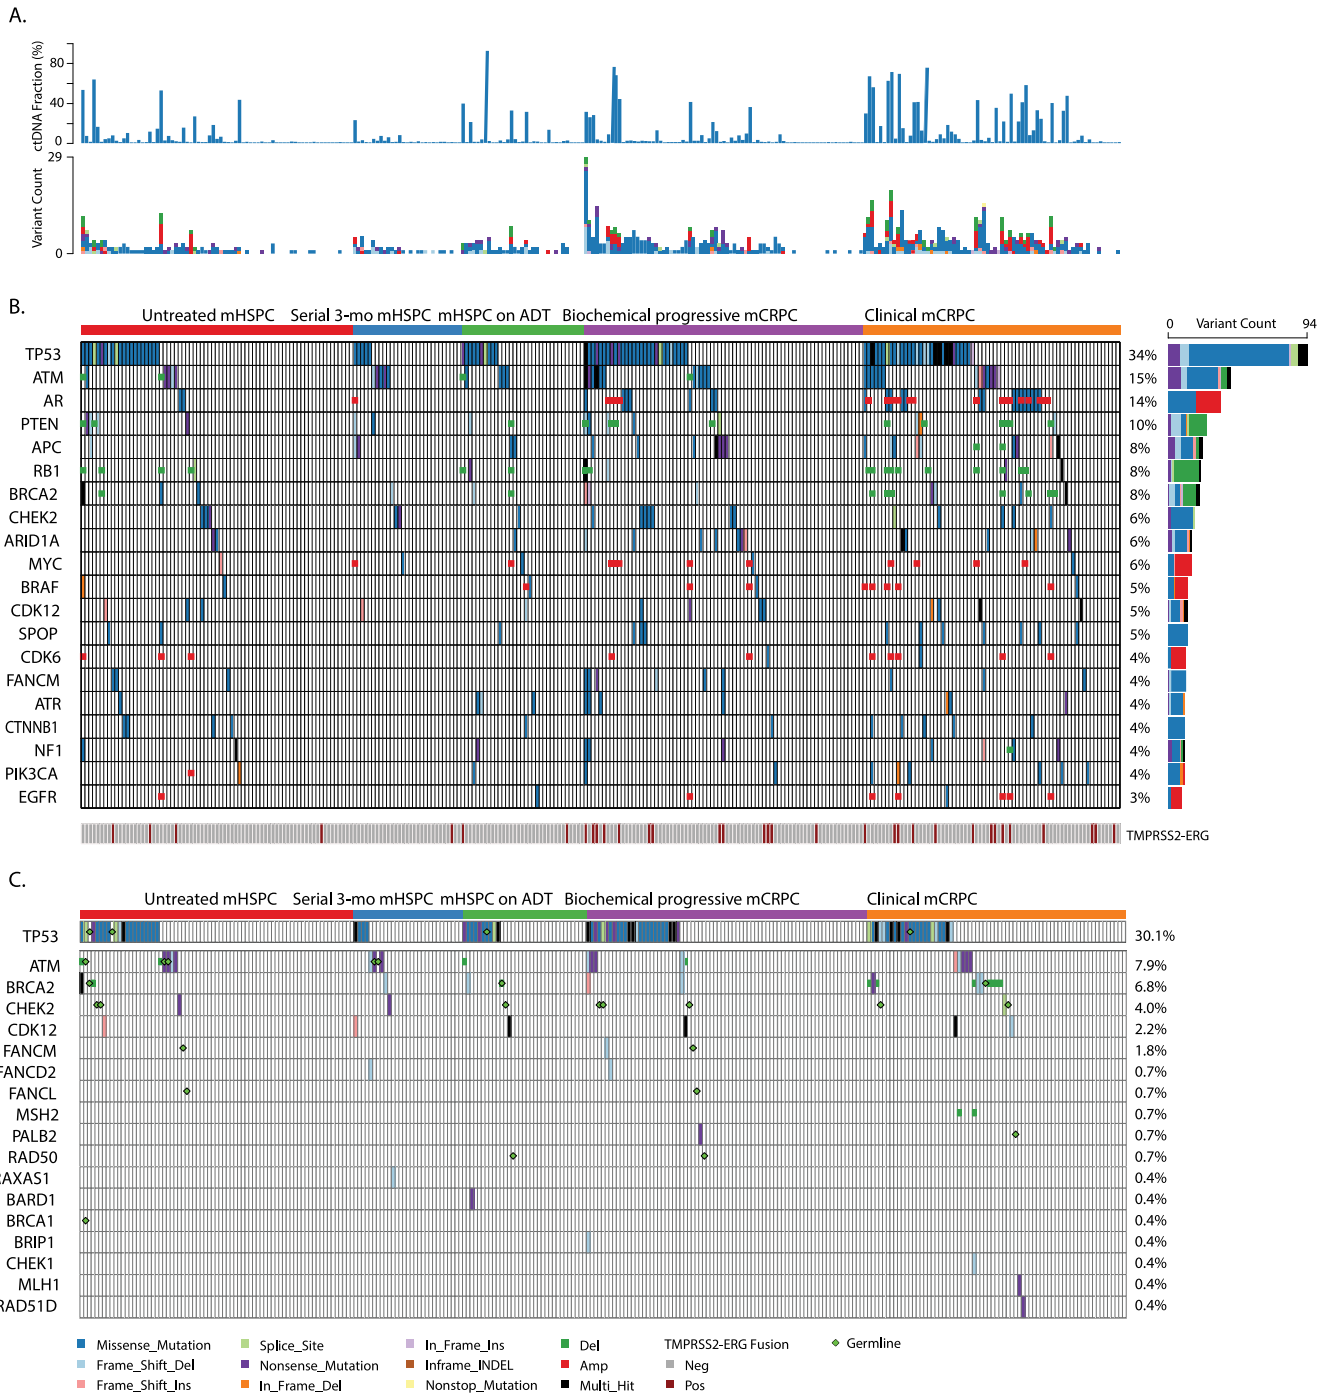 A.
ctDNA Fraction (%)
80
40
0
Variant Count
29
0
B.
Untreated mHSPC Serial 3-mo mHSPC mHSPC on ADT Biochemical progressive mCRPC Clinical mCRPC
0 Variant Count 94
TP53 34%
ATM 15%
AR 14%
PTEN 10%
APC 8%
RB1 8%
BRCA2 8%
CHEK2 6%
ARID1A 6%
MYC 6%
BRAF 5%
CDK12 5%
SPOP 5%
CDK6 4%
FANCM 4%
ATR 4%
CTNNB1 4%
NF1 4%
PIK3CA 4%
EGFR 3%
TMPRSS2-ERG
C.
Untreated mHSPC Serial 3-mo mHSPC mHSPC on ADT Biochemical progressive mCRPC Clinical mCRPC
TP53 30.1%
ATM 7.9%
BRCA2 6.8%
CHEK2 4.0%
CDK12 2.2%
FANCM 1.8%
FANCD2 0.7%
FANCL 0.7%
MSH2 0.7%
PALB2 0.7%
RAD50 0.7%
RAXAS1 0.4%
BARD1 0.4%
BRCA1 0.4%
BRIP1 0.4%
CHEK1 0.4%
MLH1 0.4%
RAD51D 0.4%
Missense_Mutation Splice_Site In_Frame_Ins Del TMPRSS2-ERG Fusion Germline
Frame_Shift_Del Nonsense_Mutation Inframe_INDEL Amp Neg
Frame_Shift_Ins In_Frame_Del Nonstop_Mutation Multi_Hit Pos